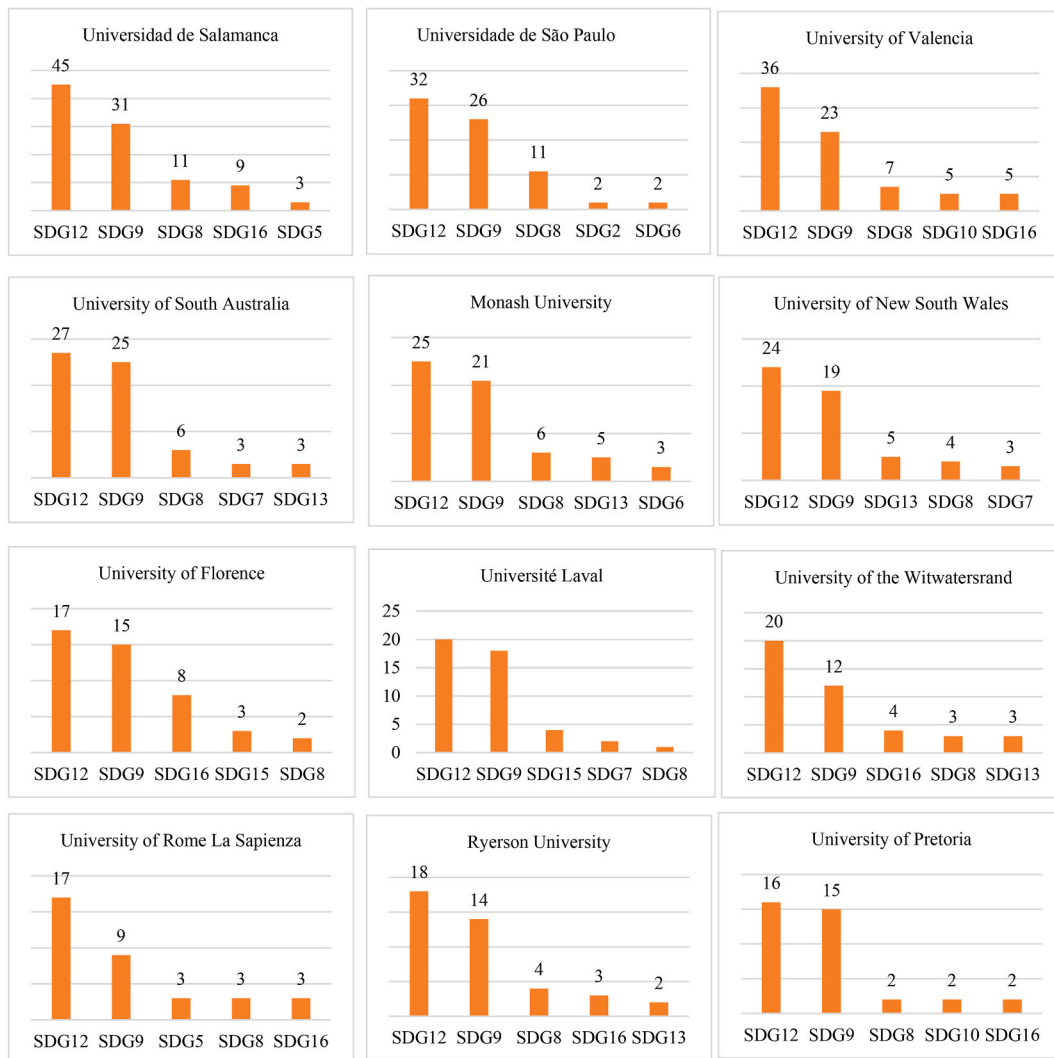 Universidad de Salamanca
45
31
11
9
3
SDG12 SDG9 SDG8 SDG16 SDG5
Universidade de São Paulo
32
26
11
2
2
SDG12 SDG9 SDG8 SDG2 SDG6
University of Valencia
36
23
7
5
5
SDG12 SDG9 SDG8 SDG10 SDG16
University of South Australia
27
25
6
3
3
SDG12 SDG9 SDG8 SDG7 SDG13
Monash University
25
21
6
5
3
SDG12 SDG9 SDG8 SDG13 SDG6
University of New South Wales
24
19
5
4
3
SDG12 SDG9 SDG13 SDG8 SDG7
University of Florence
17
15
8
3
2
SDG12 SDG9 SDG16 SDG15 SDG8
Université Laval
25
20
15
10
5
0
SDG12 SDG9 SDG15 SDG7 SDG8
University of the Witwatersrand
20
12
4
3
3
SDG12 SDG9 SDG16 SDG8 SDG13
University of Rome La Sapienza
17
9
3
3
3
SDG12 SDG9 SDG5 SDG8 SDG16
Ryerson University
18
14
4
3
2
SDG12 SDG9 SDG8 SDG16 SDG13
University of Pretoria
16
15
2
2
2
SDG12 SDG9 SDG8 SDG10 SDG16